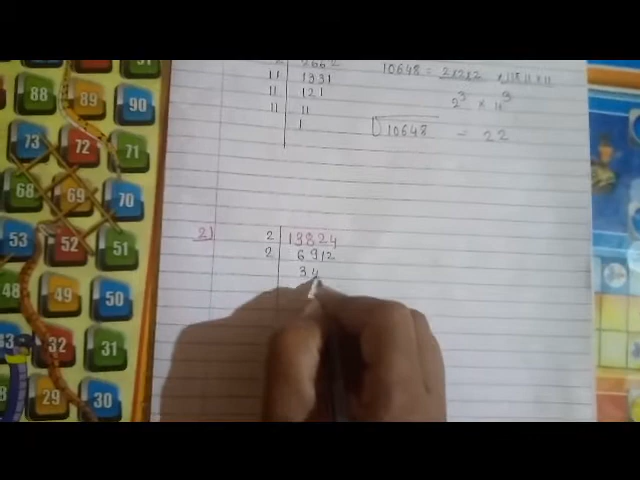 2662
10648 = 2×2×2 ×11×11×11
11 1331
11 121
2³ × 11³
11 11
1
10648 = 22
2) 2 13824
2 6912
34
88 89 90
73 72 71
68 69 70
53 52 51
48 49 50
32 31
29 30